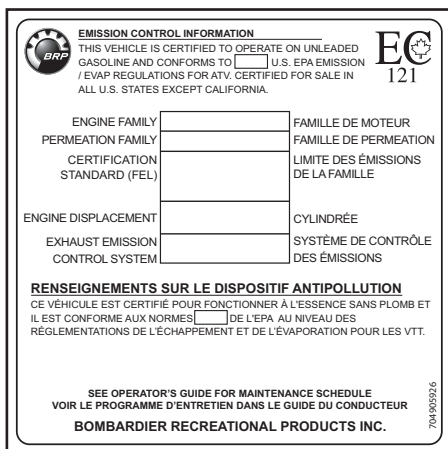 BRP
EMISSION CONTROL INFORMATION
THIS VEHICLE IS CERTIFIED TO OPERATE ON UNLEADED
GASOLINE AND CONFORMS TO U.S. EPA EMISSION
/ EVAP REGULATIONS FOR ATV. CERTIFIED FOR SALE IN
ALL U.S. STATES EXCEPT CALIFORNIA.
EC
121
ENGINE FAMILY FAMILLE DE MOTEUR
PERMEATION FAMILY FAMILLE DE PERMEATION
CERTIFICATION LIMITE DES ÉMISSIONS
STANDARD (FEL) DE LA FAMILLE
ENGINE DISPLACEMENT CYLINDRÉE
EXHAUST EMISSION SYSTÈME DE CONTRÔLE
CONTROL SYSTEM DES ÉMISSIONS
RENSEIGNEMENTS SUR LE DISPOSITIF ANTIPOLLUTION
CE VÉHICULE EST CERTIFIÉ POUR FONCTIONNER À L'ESSENCE SANS PLOMB ET
IL EST CONFORME AUX NORMES DE L'EPA AU NIVEAU DES
RÉGLEMENTATIONS DE L'ÉCHAPPEMENT ET DE L'ÉVAPORATION POUR LES VTT.
SEE OPERATOR'S GUIDE FOR MAINTENANCE SCHEDULE
VOIR LE PROGRAMME D'ENTRETIEN DANS LE GUIDE DU CONDUCTEUR
BOMBARDIER RECREATIONAL PRODUCTS INC.
704905926